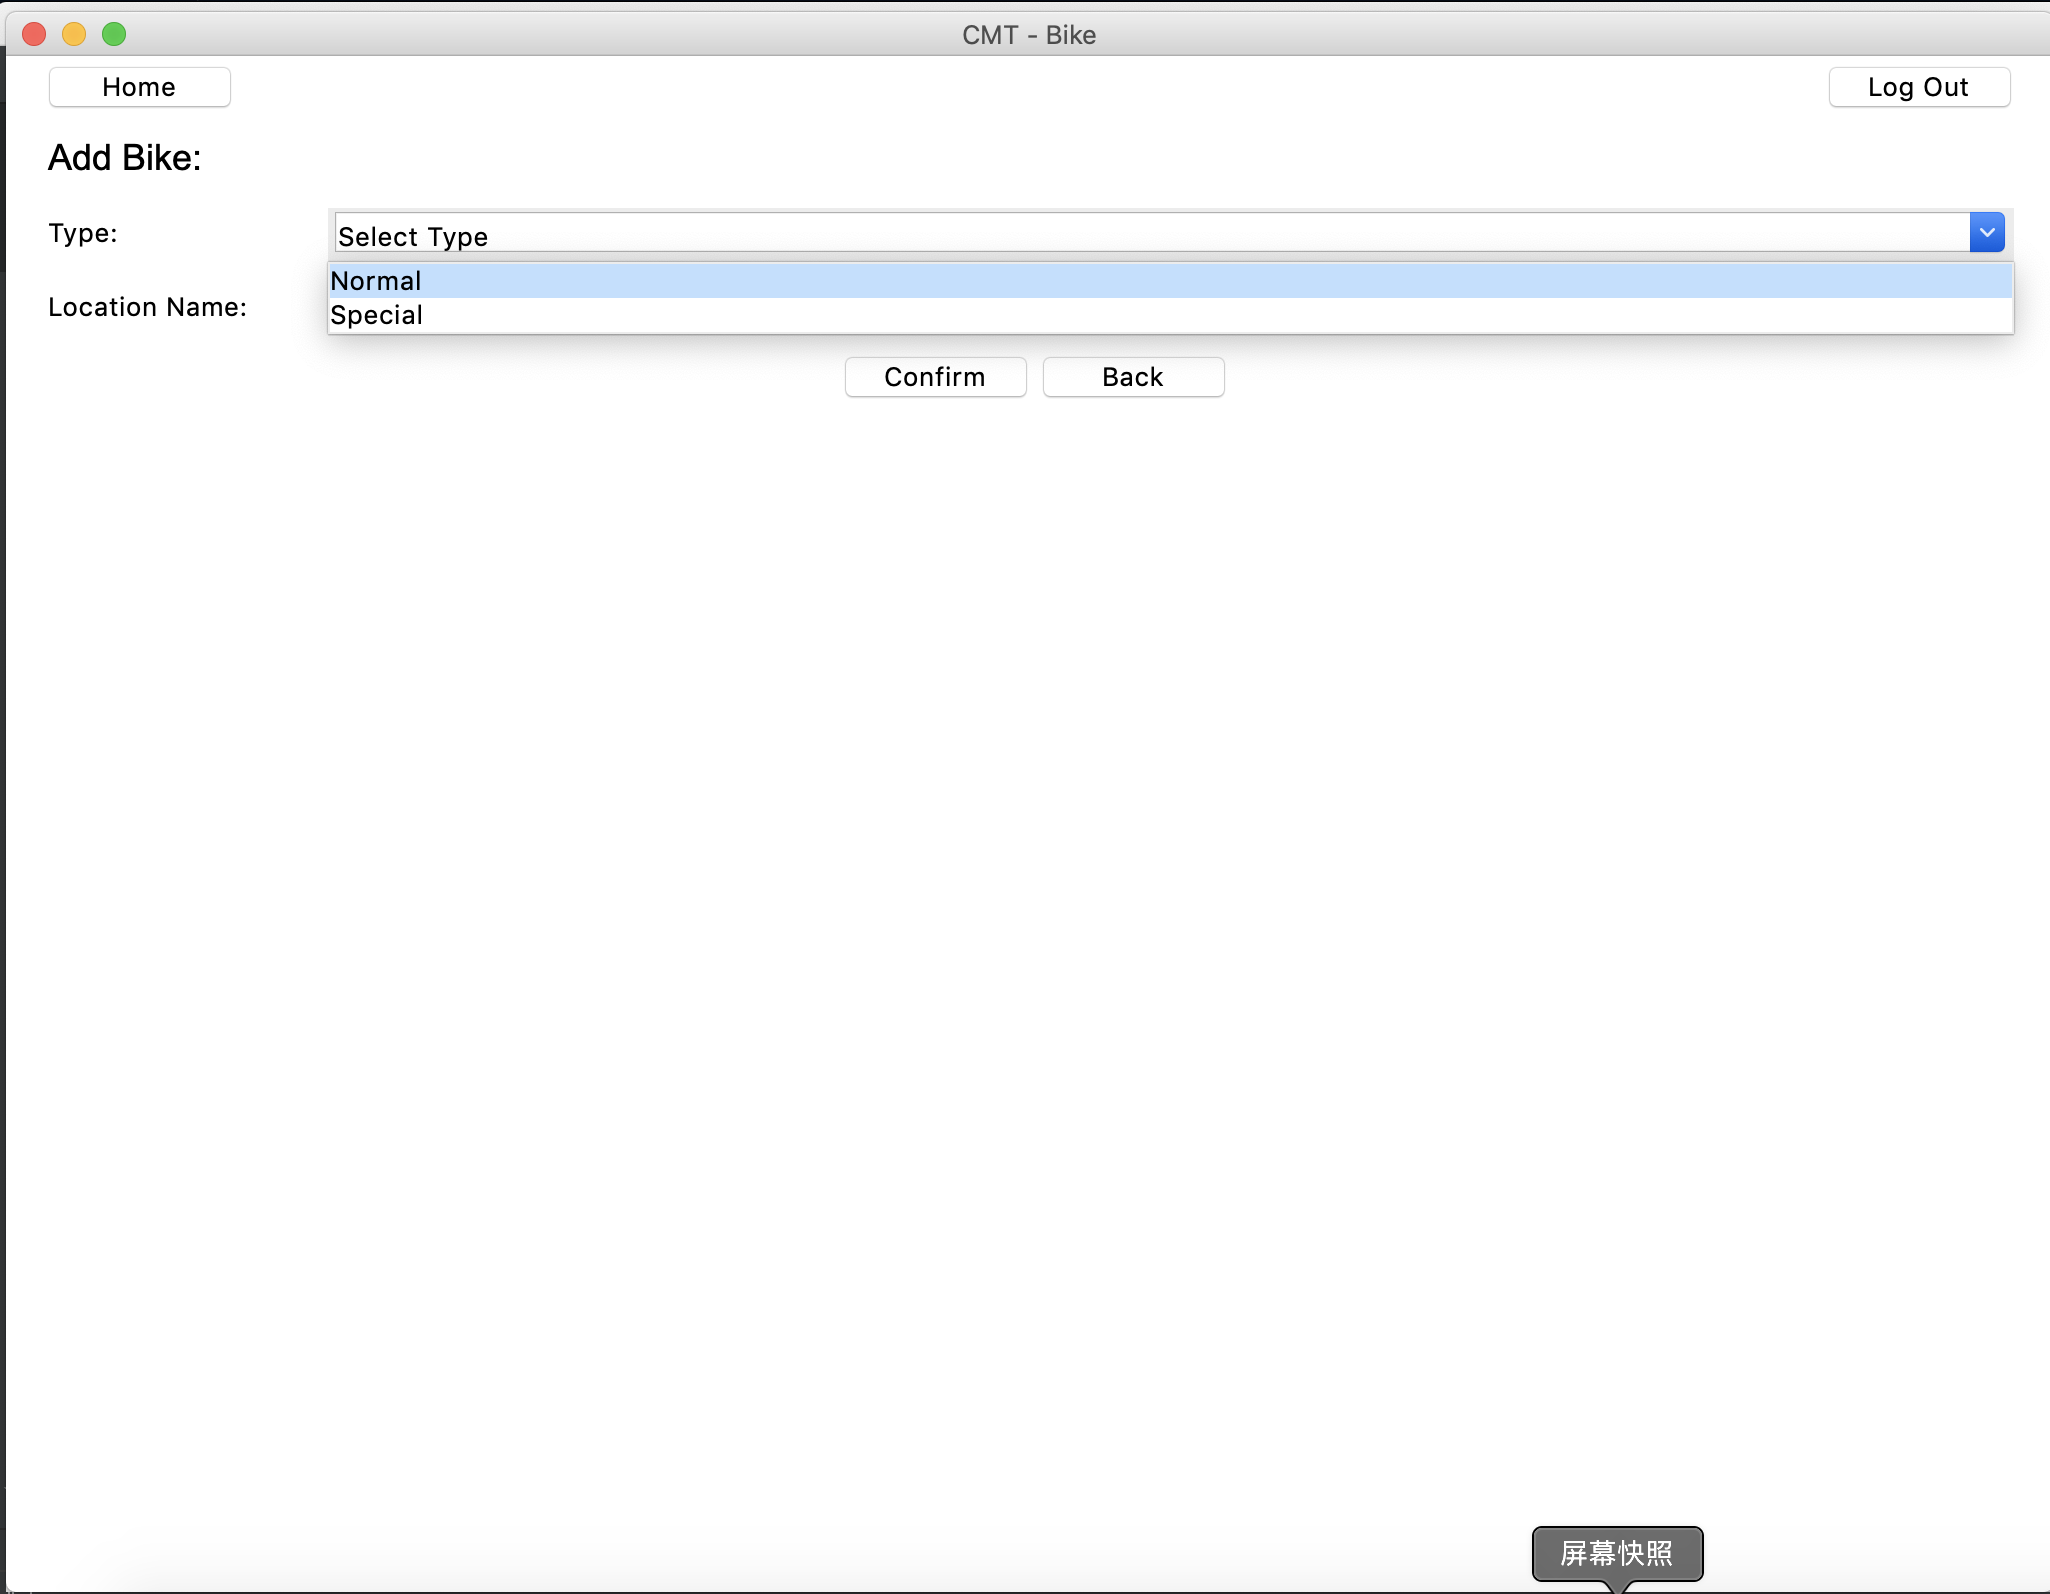 CMT - Bike
Home
Log Out
Add Bike:
Type:
Select Type
Normal
Location Name:
Special
Confirm
Back
屏幕快照